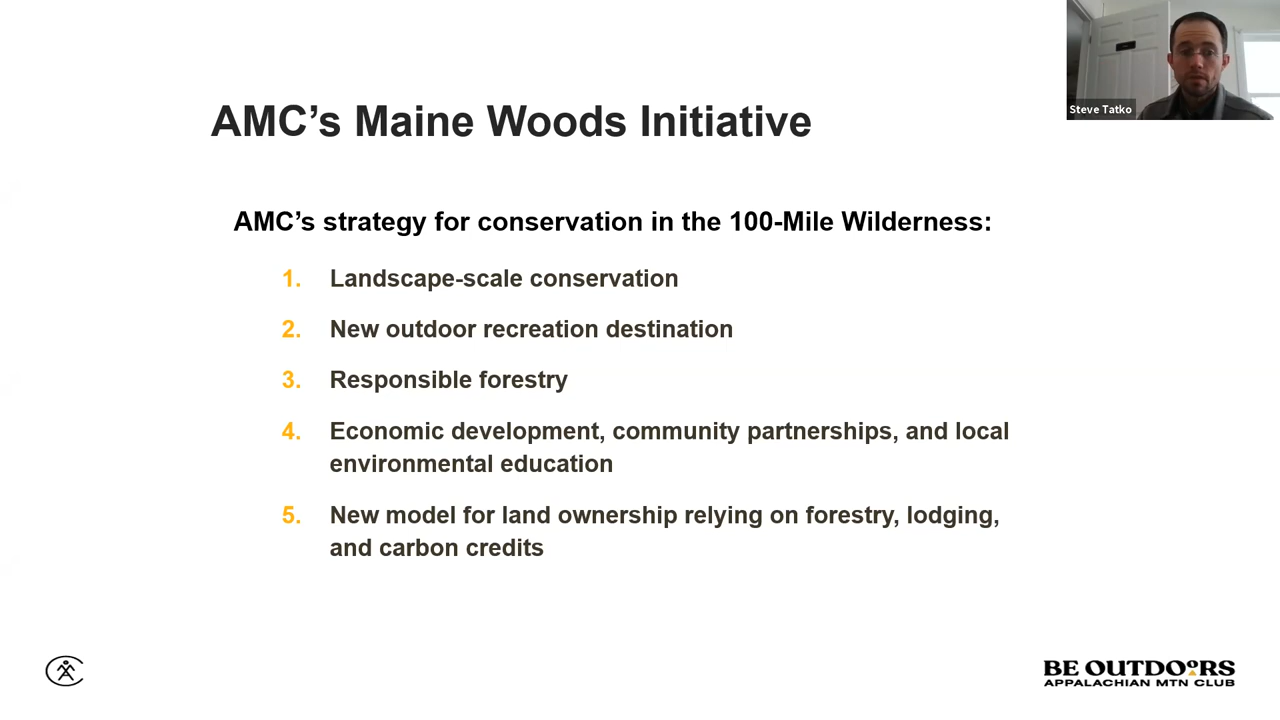 Steve Tatko
AMC’s Maine Woods Initiative
AMC’s strategy for conservation in the 100-Mile Wilderness:
1. Landscape-scale conservation
2. New outdoor recreation destination
3. Responsible forestry
4. Economic development, community partnerships, and local
environmental education
5. New model for land ownership relying on forestry, lodging,
and carbon credits
BE OUTDOORS
APPALACHIAN MTN CLUB